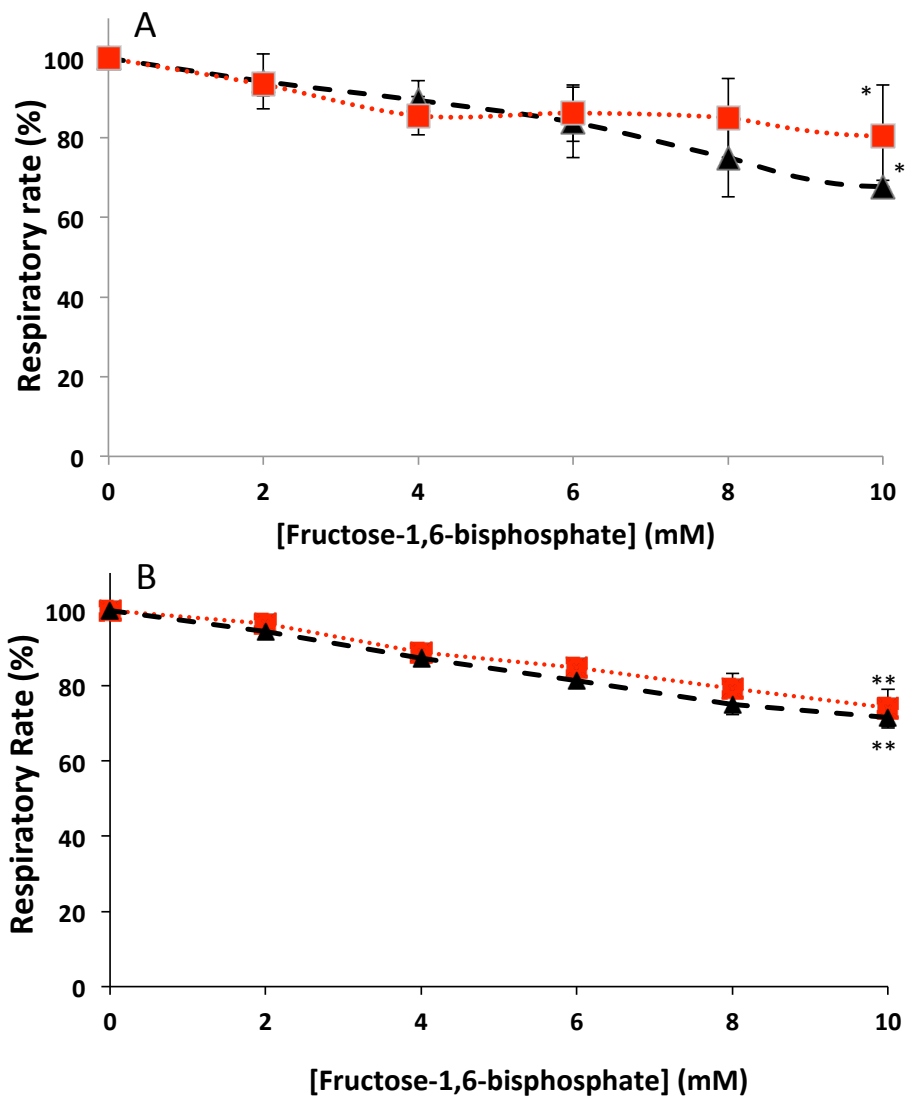 A
Respiratory rate (%)
100
80
60
40
20
0
*
*
0 2 4 6 8 10
[Fructose-1,6-bisphosphate] (mM)
B
Respiratory Rate (%)
100
80
60
40
20
0
**
**
0 2 4 6 8 10
[Fructose-1,6-bisphosphate] (mM)